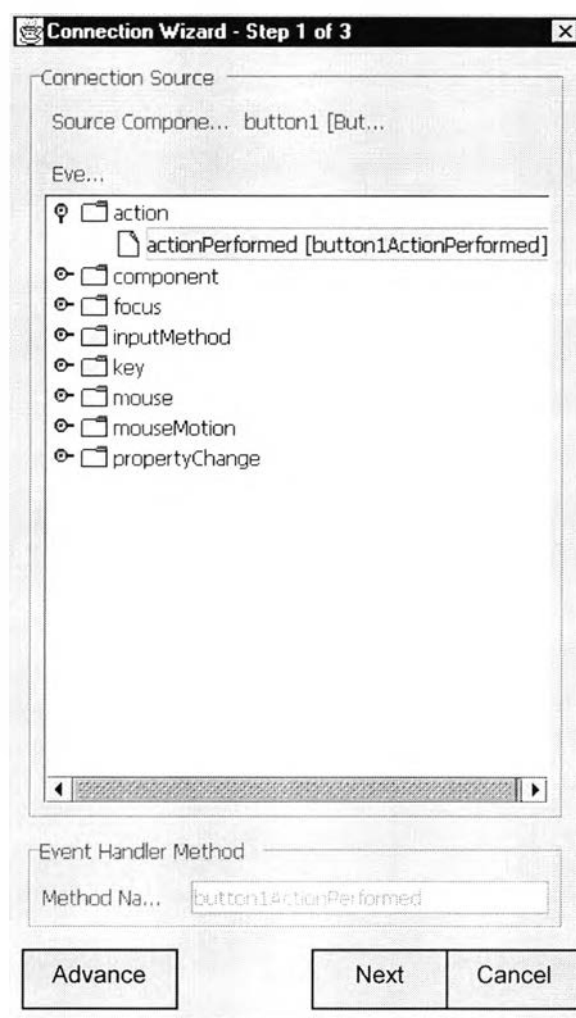 Connection Wizard - Step 1 of 3
Connection Source
Source Compone... button1 [But...
Eve...
action
actionPerformed [button1ActionPerformed]
component
focus
inputMethod
key
mouse
mouseMotion
propertyChange
Event Handler Method
Method Na... button1ActionPerformed
Advance Next Cancel